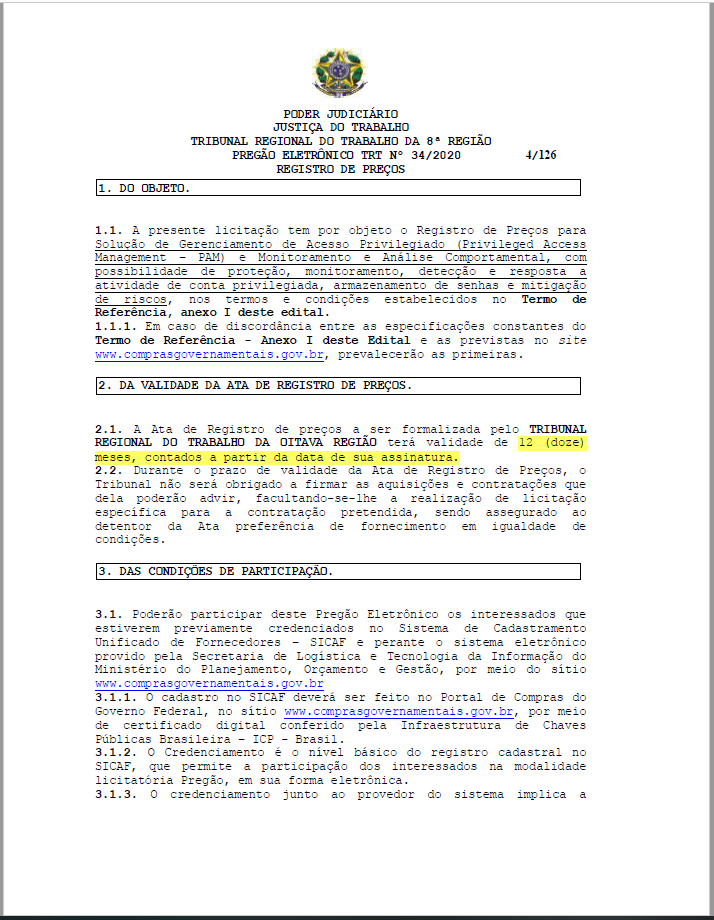 PODER JUDICIÁRIO
JUSTIÇA DO TRABALHO
TRIBUNAL REGIONAL DO TRABALHO DA 8ª REGIÃO
PREGÃO ELETRÔNICO TRT Nº 34/2020 4/126
REGISTRO DE PREÇOS
1. DO OBJETO.
1.1. A presente licitação tem por objeto o Registro de Preços para
Solução de Gerenciamento de Acesso Privilegiado (Privileged Access
Management – PAM) e Monitoramento e Análise Comportamental, com
possibilidade de proteção, monitoramento, detecção e resposta a
atividade de conta privilegiada, armazenamento de senhas e mitigação
de riscos, nos termos e condições estabelecidos no Termo de
Referência, anexo I deste edital.
1.1.1. Em caso de discordância entre as especificações constantes do
Termo de Referência - Anexo I deste Edital e as previstas no site
www.comprasgovernamentais.gov.br, prevalecerão as primeiras.
2. DA VALIDADE DA ATA DE REGISTRO DE PREÇOS.
2.1. A Ata de Registro de preços a ser formalizada pelo TRIBUNAL
REGIONAL DO TRABALHO DA OITAVA REGIÃO terá validade de 12 (doze)
meses, contados a partir da data de sua assinatura.
2.2. Durante o prazo de validade da Ata de Registro de Preços, o
Tribunal não será obrigado a firmar as aquisições e contratações que
dela poderão advir, facultando-se-lhe a realização de licitação
específica para a contratação pretendida, sendo assegurado ao
detentor da Ata preferência de fornecimento em igualdade de
condições.
3. DAS CONDIÇÕES DE PARTICIPAÇÃO.
3.1. Poderão participar deste Pregão Eletrônico os interessados que
estiverem previamente credenciados no Sistema de Cadastramento
Unificado de Fornecedores – SICAF e perante o sistema eletrônico
provido pela Secretaria de Logística e Tecnologia da Informação do
Ministério do Planejamento, Orçamento e Gestão, por meio do sítio
www.comprasgovernamentais.gov.br
3.1.1. O cadastro no SICAF deverá ser feito no Portal de Compras do
Governo Federal, no sítio www.comprasgovernamentais.gov.br, por meio
de certificado digital conferido pela Infraestrutura de Chaves
Públicas Brasileira – ICP - Brasil.
3.1.2. O Credenciamento é o nível básico do registro cadastral no
SICAF, que permite a participação dos interessados na modalidade
licitatória Pregão, em sua forma eletrônica.
3.1.3. O credenciamento junto ao provedor do sistema implica a